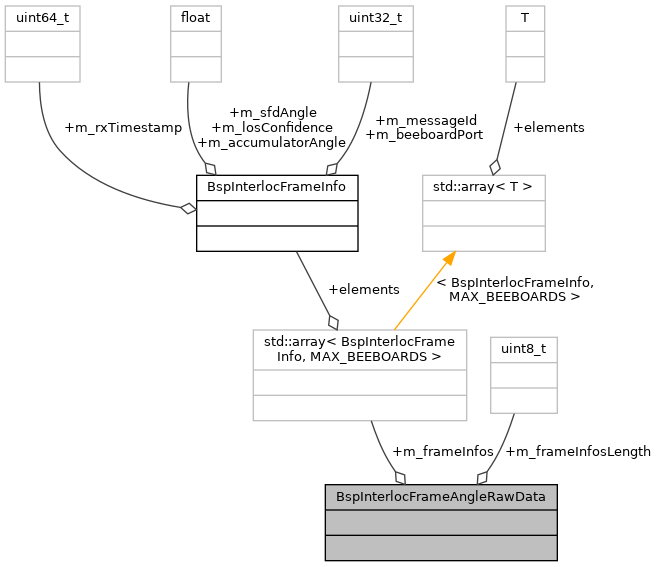 uint64_t
float
uint32_t
T
+m_rxTimestamp
+m_sfdAngle
+m_losConfidence
+m_accumulatorAngle
+m_messageId
+m_beeboardPort
+elements
BspInterlocFrameInfo
std::array< T >
+elements
< BspInterlocFrameInfo,
MAX_BEEBOARDS >
std::array< BspInterlocFrame
Info, MAX_BEEBOARDS >
uint8_t
+m_frameInfos
+m_frameInfosLength
BspInterlocFrameAngleRawData